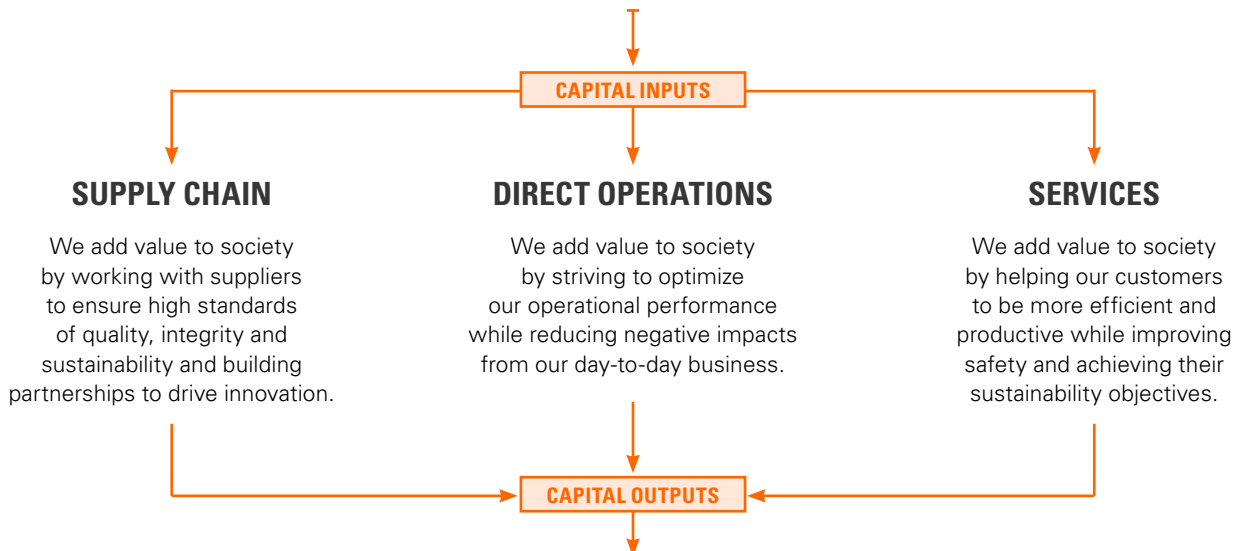 CAPITAL INPUTS
SUPPLY CHAIN
We add value to society
by working with suppliers
to ensure high standards
of quality, integrity and
sustainability and building
partnerships to drive innovation.
DIRECT OPERATIONS
We add value to society
by striving to optimize
our operational performance
while reducing negative impacts
from our day-to-day business.
SERVICES
We add value to society
by helping our customers
to be more efficient and
productive while improving
safety and achieving their
sustainability objectives.
CAPITAL OUTPUTS